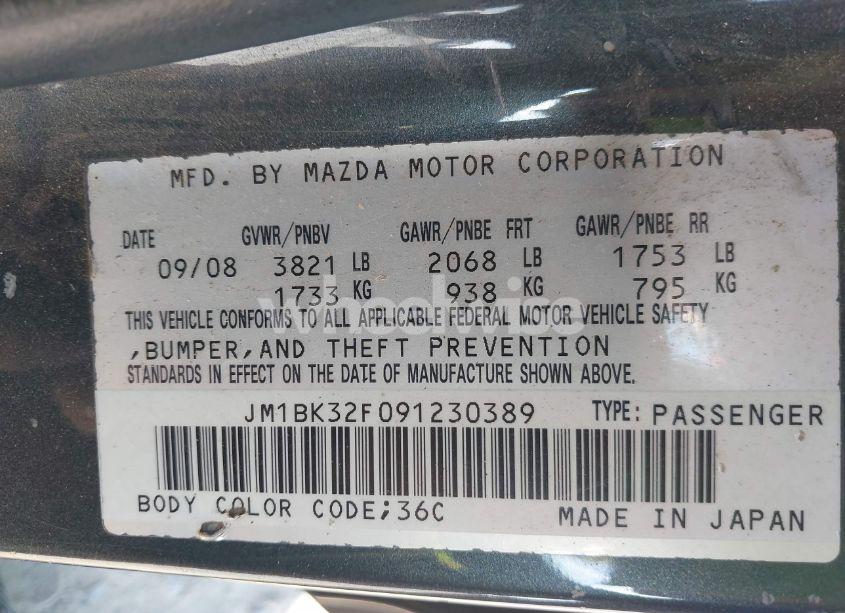 MFD. BY MAZDA MOTOR CORPORATION
DATE GVWR/PNBV GAWR/PNBE FRT GAWR/PNBE RR
09/08 3821 LB 2068 LB 1753 LB
1733 KG 938 KG 795 KG
THIS VEHICLE CONFORMS TO ALL APPLICABLE FEDERAL MOTOR VEHICLE SAFETY
,BUMPER,AND THEFT PREVENTION
STANDARDS IN EFFECT ON THE DATE OF MANUFACTURE SHOWN ABOVE.
JM1BK32F091230389 TYPE: PASSENGER
BODY COLOR CODE;36C
MADE IN JAPAN